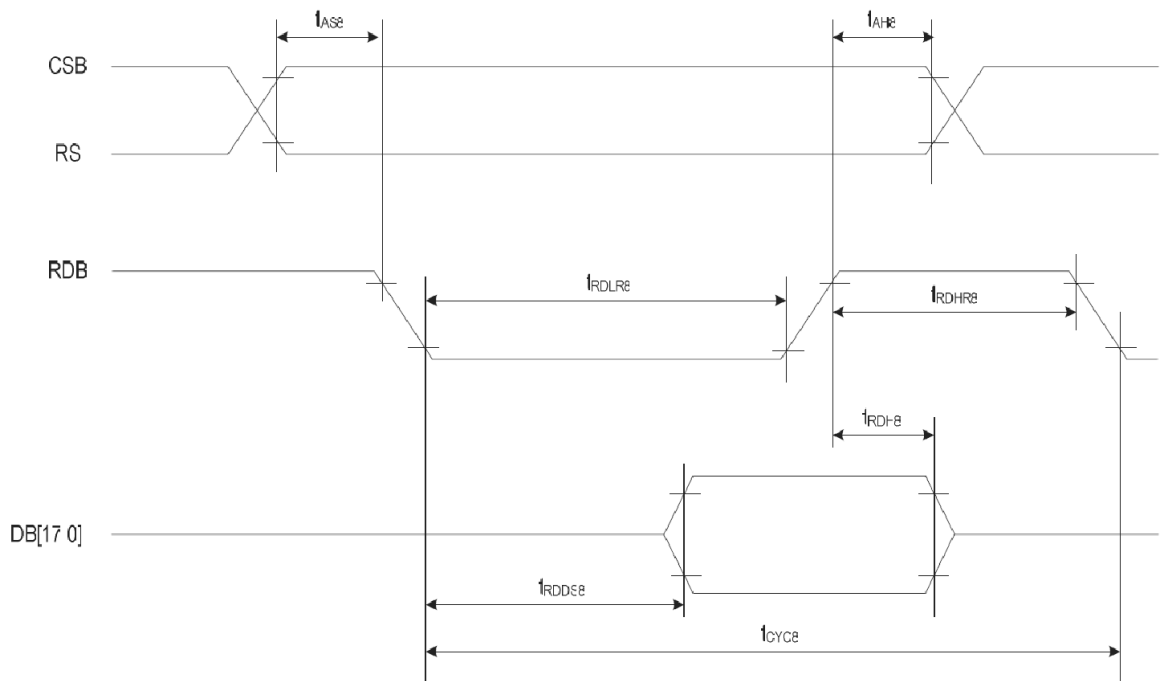 tAS8
tAH8
CSB
RS
RDB
tRDLR8
tRDHR8
tRDH8
DB[17 0]
tRDDS8
tCYC8